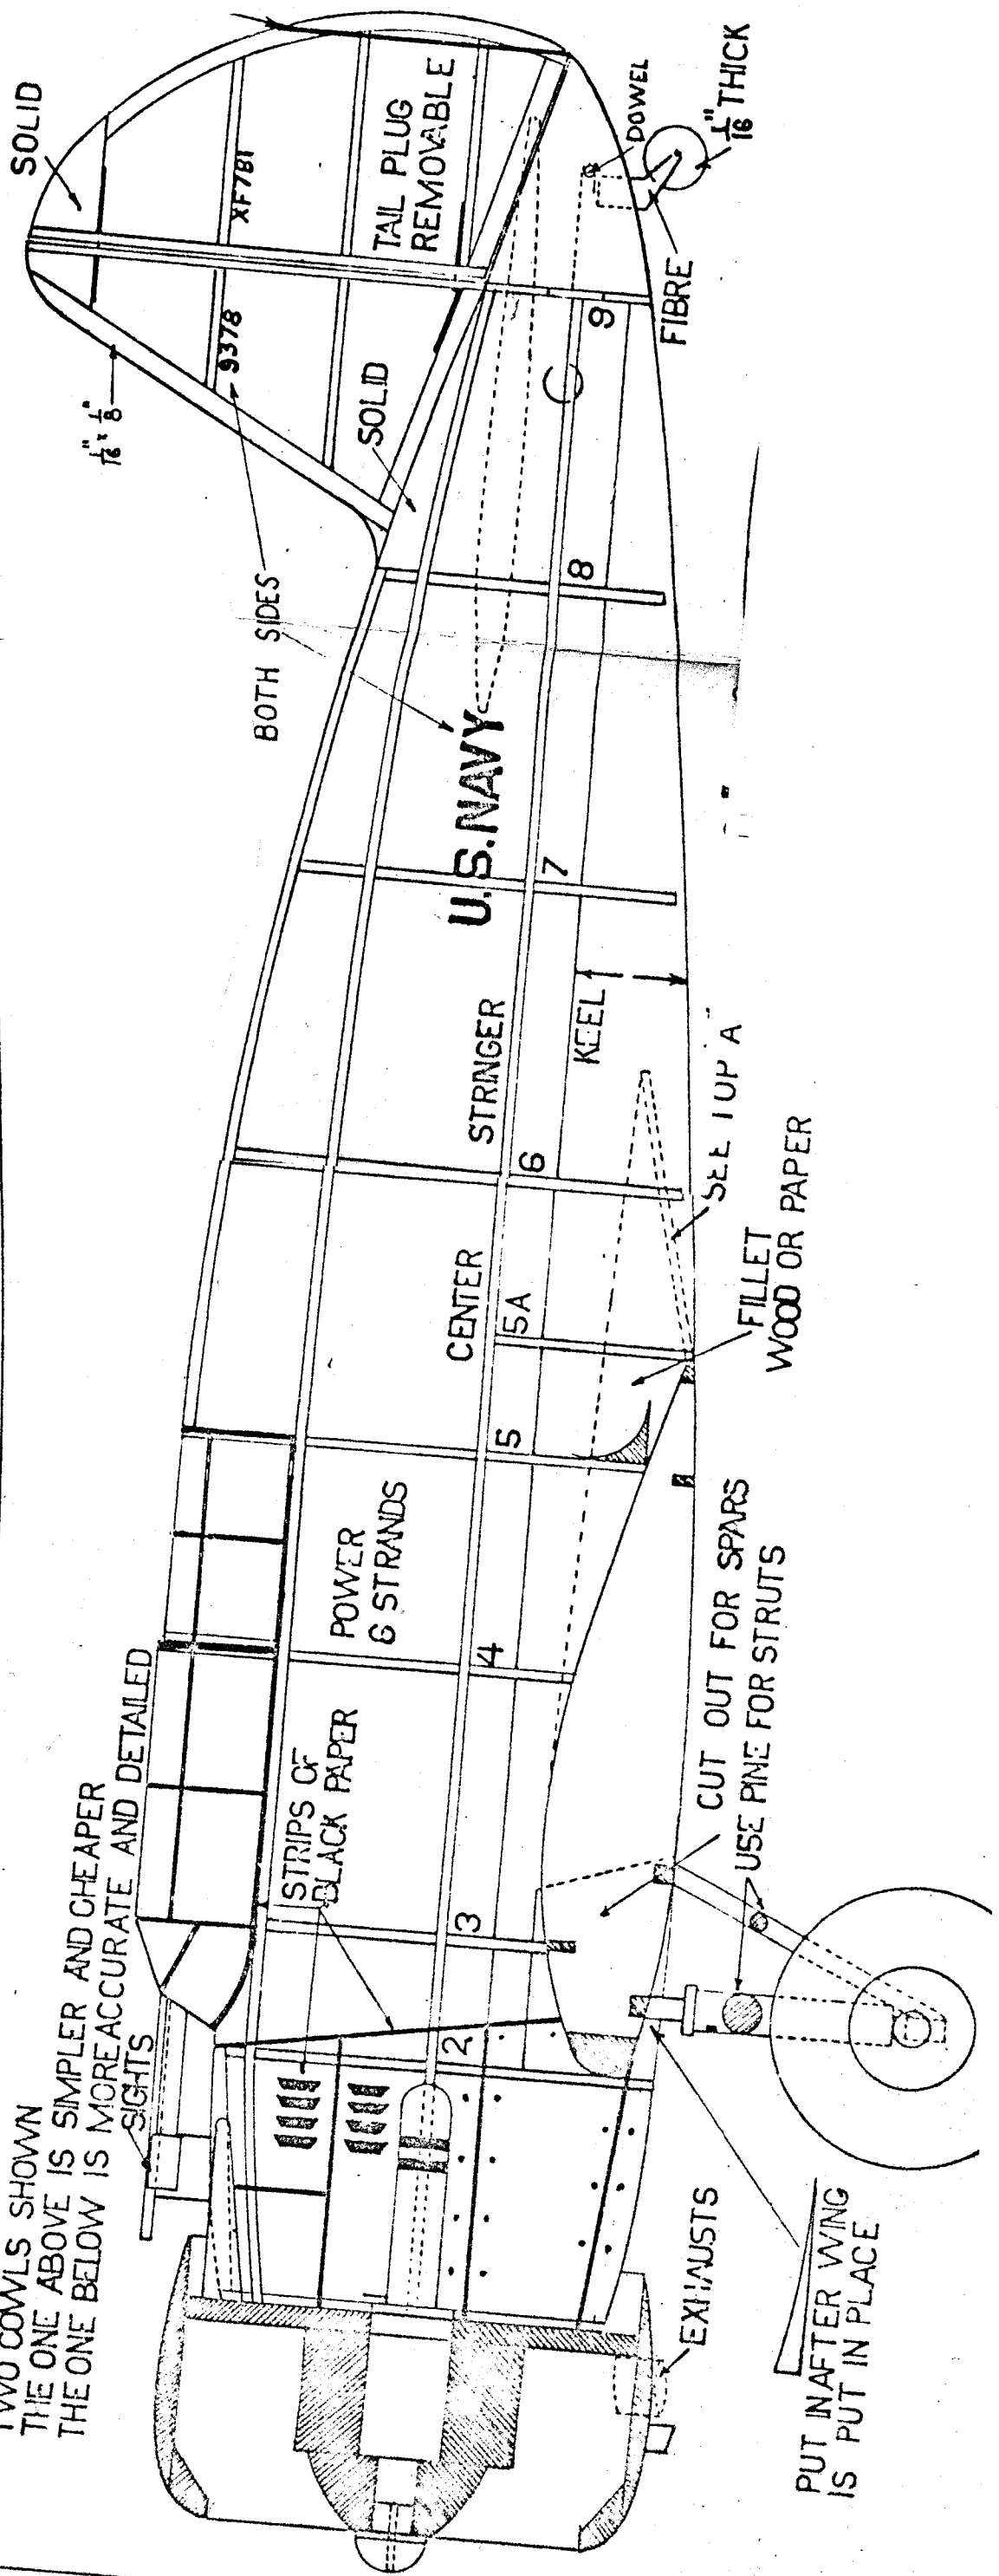 TWO COWLS SHOWN
THE ONE ABOVE IS SIMPLER AND CHEAPER
THE ONE BELOW IS MORE ACCURATE AND DETAILED
SIGHTS
STRIPS OF
BLACK PAPER
POWER
6 STRANDS
CENTER
STRINGER
KEEL
U.S.NAVY
BOTH SIDES
SOLID
1/16" x 1/8"
9378
XF7B1
SOLID
TAIL PLUG
REMOVABLE
DOWEL
1/16" THICK
FIBRE
2
3
4
5
5A
6
7
8
9
SEE TOP A
FILLET
WOOD OR PAPER
CUT OUT FOR SPARS
USE PINE FOR STRUTS
EXHAUSTS
PUT IN AFTER WING
IS PUT IN PLACE